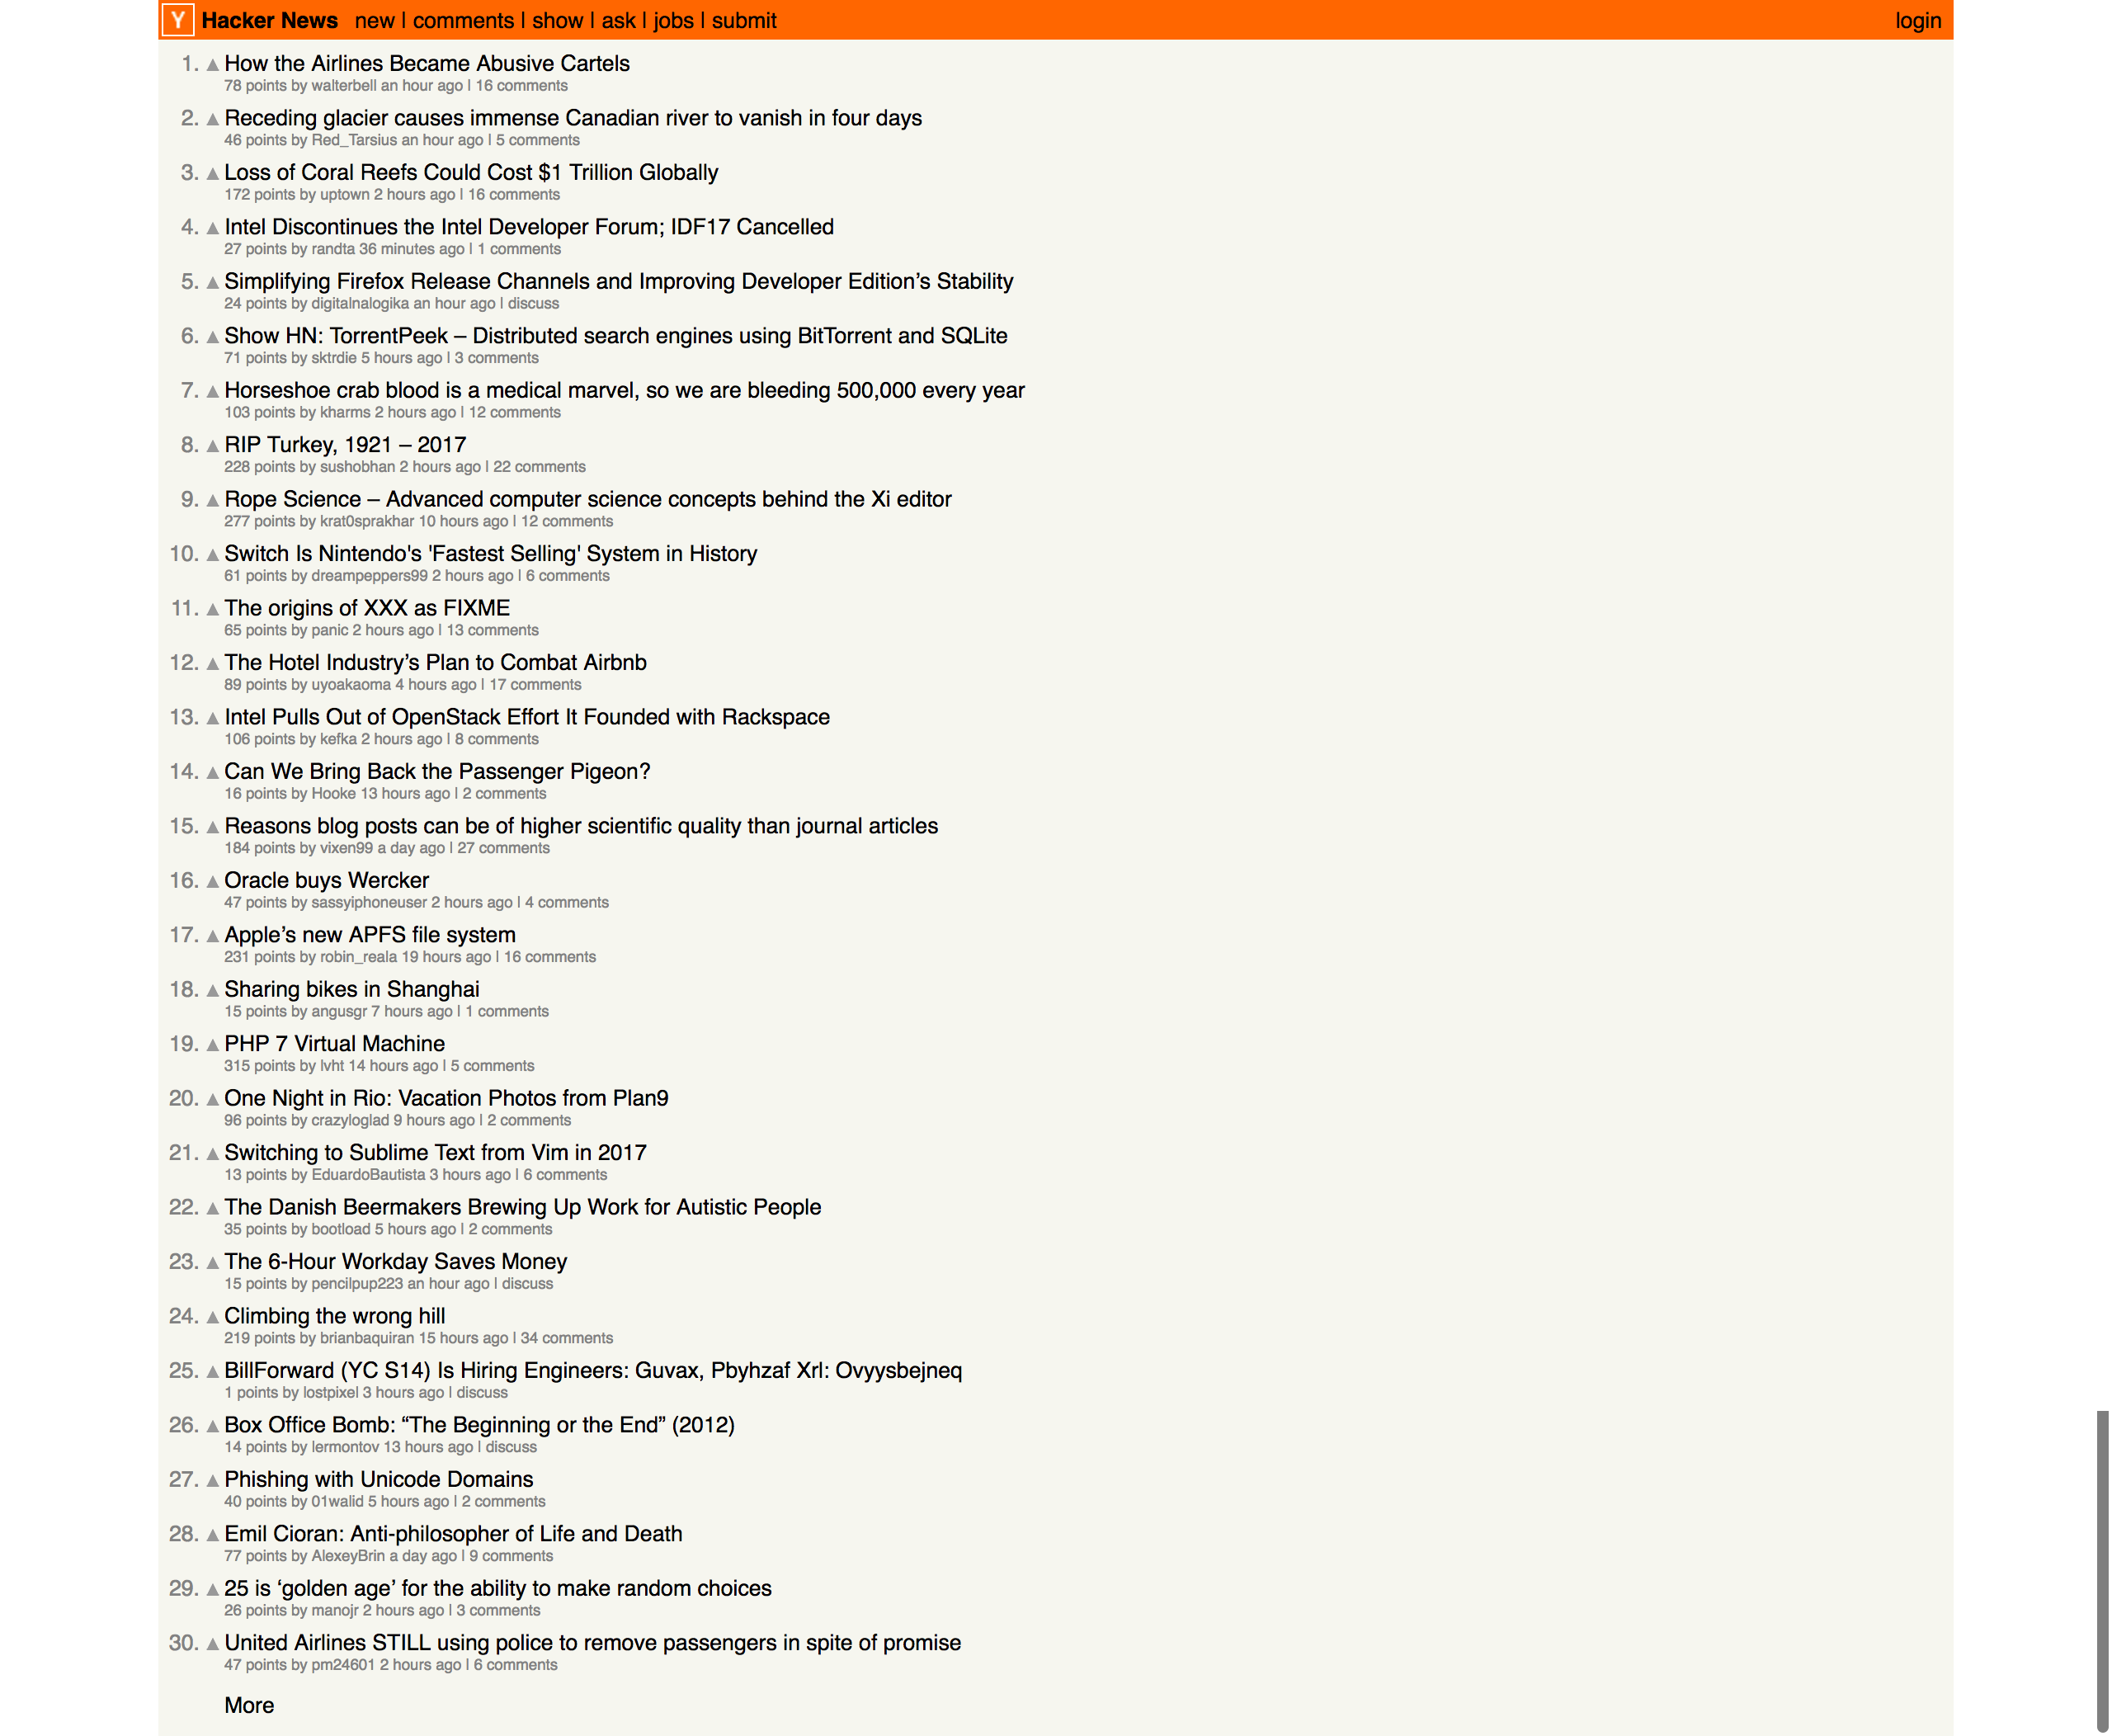 Y Hacker News new | comments | show | ask | jobs | submit login
1. ▲ How the Airlines Became Abusive Cartels
78 points by walterbell an hour ago | 16 comments
2. ▲ Receding glacier causes immense Canadian river to vanish in four days
46 points by Red_Tarsius an hour ago | 5 comments
3. ▲ Loss of Coral Reefs Could Cost $1 Trillion Globally
172 points by uptown 2 hours ago | 16 comments
4. ▲ Intel Discontinues the Intel Developer Forum; IDF17 Cancelled
27 points by randta 36 minutes ago | 1 comments
5. ▲ Simplifying Firefox Release Channels and Improving Developer Edition’s Stability
24 points by digitalnalogika an hour ago | discuss
6. ▲ Show HN: TorrentPeek – Distributed search engines using BitTorrent and SQLite
71 points by sktrdie 5 hours ago | 3 comments
7. ▲ Horseshoe crab blood is a medical marvel, so we are bleeding 500,000 every year
103 points by kharms 2 hours ago | 12 comments
8. ▲ RIP Turkey, 1921 – 2017
228 points by sushobhan 2 hours ago | 22 comments
9. ▲ Rope Science – Advanced computer science concepts behind the Xi editor
277 points by krat0sprakhar 10 hours ago | 12 comments
10. ▲ Switch Is Nintendo's 'Fastest Selling' System in History
61 points by dreampeppers99 2 hours ago | 6 comments
11. ▲ The origins of XXX as FIXME
65 points by panic 2 hours ago | 13 comments
12. ▲ The Hotel Industry’s Plan to Combat Airbnb
89 points by uyoakaoma 4 hours ago | 17 comments
13. ▲ Intel Pulls Out of OpenStack Effort It Founded with Rackspace
106 points by kefka 2 hours ago | 8 comments
14. ▲ Can We Bring Back the Passenger Pigeon?
16 points by Hooke 13 hours ago | 2 comments
15. ▲ Reasons blog posts can be of higher scientific quality than journal articles
184 points by vixen99 a day ago | 27 comments
16. ▲ Oracle buys Wercker
47 points by sassyiphoneuser 2 hours ago | 4 comments
17. ▲ Apple’s new APFS file system
231 points by robin_reala 19 hours ago | 16 comments
18. ▲ Sharing bikes in Shanghai
15 points by angusgr 7 hours ago | 1 comments
19. ▲ PHP 7 Virtual Machine
315 points by lvht 14 hours ago | 5 comments
20. ▲ One Night in Rio: Vacation Photos from Plan9
96 points by crazyloglad 9 hours ago | 2 comments
21. ▲ Switching to Sublime Text from Vim in 2017
13 points by EduardoBautista 3 hours ago | 6 comments
22. ▲ The Danish Beermakers Brewing Up Work for Autistic People
35 points by bootload 5 hours ago | 2 comments
23. ▲ The 6-Hour Workday Saves Money
15 points by pencilpup223 an hour ago | discuss
24. ▲ Climbing the wrong hill
219 points by brianbaquiran 15 hours ago | 34 comments
25. ▲ BillForward (YC S14) Is Hiring Engineers: Guvax, Pbyhzaf Xrl: Ovyysbejneq
1 points by lostpixel 3 hours ago | discuss
26. ▲ Box Office Bomb: “The Beginning or the End” (2012)
14 points by lermontov 13 hours ago | discuss
27. ▲ Phishing with Unicode Domains
40 points by 01walid 5 hours ago | 2 comments
28. ▲ Emil Cioran: Anti-philosopher of Life and Death
77 points by AlexeyBrin a day ago | 9 comments
29. ▲ 25 is ‘golden age’ for the ability to make random choices
26 points by manojr 2 hours ago | 3 comments
30. ▲ United Airlines STILL using police to remove passengers in spite of promise
47 points by pm24601 2 hours ago | 6 comments
More